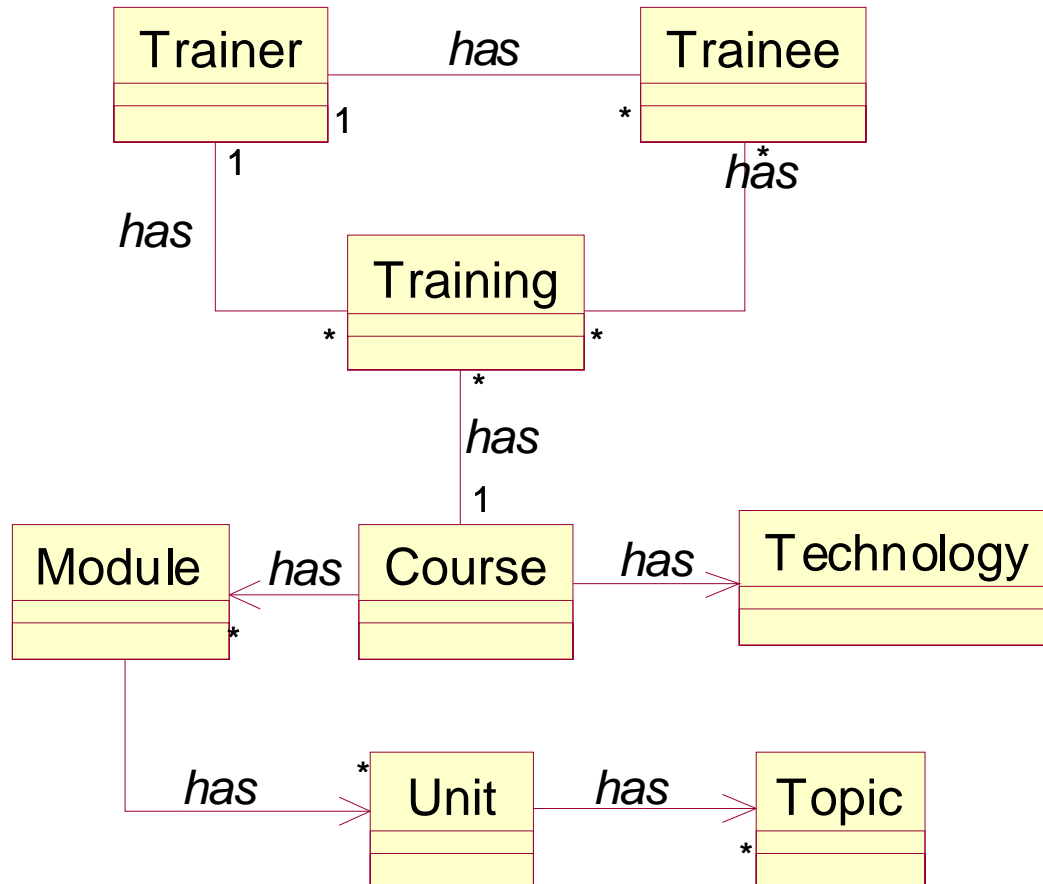 Trainer
has
Trainee
1
*
1
*
has
has
Training
*
*
*
has
1
Module
has
Course
has
Technology
*
*
has
Unit
has
Topic
*